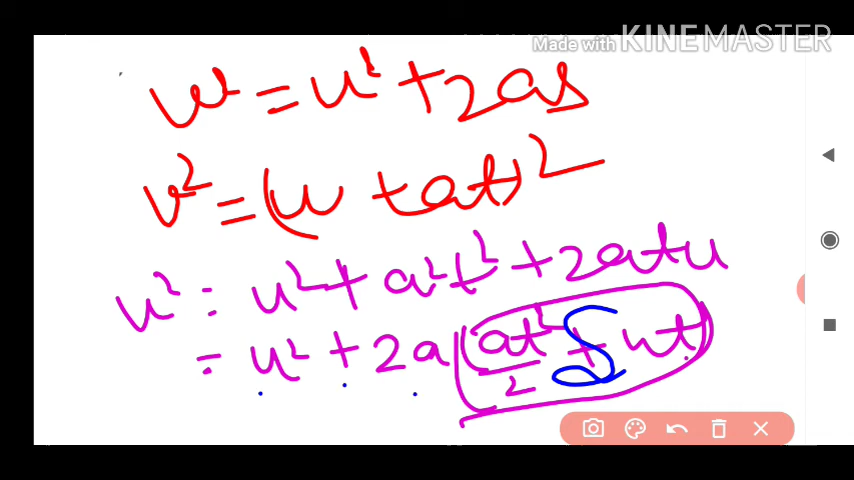 Made with KINEMASTER
v² = u² + 2as
v² = (u + at)²
v² = u² + a²t² + 2atu
= u² + 2a (at²/2 + ut)
S